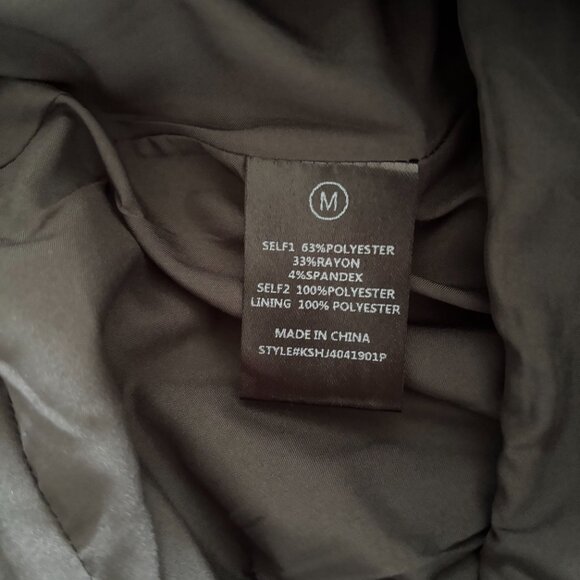 M
SELF1 63%POLYESTER
33%RAYON
4%SPANDEX
SELF2 100%POLYESTER
LINING 100% POLYESTER
MADE IN CHINA
STYLE#KSHJ4041901P